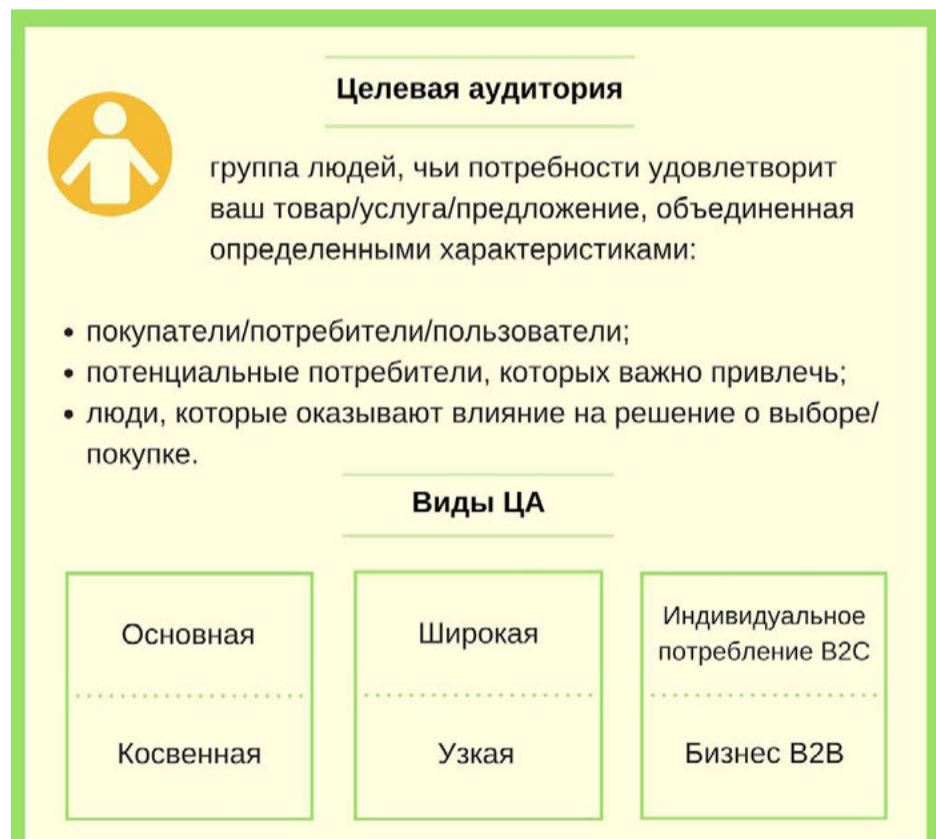 Целевая аудитория
группа людей, чьи потребности удовлетворит
ваш товар/услуга/предложение, объединенная
определенными характеристиками:
• покупатели/потребители/пользователи;
• потенциальные потребители, которых важно привлечь;
• люди, которые оказывают влияние на решение о выборе/
покупке.
Виды ЦА
Основная
Косвенная
Широкая
Узкая
Индивидуальное
потребление B2C
Бизнес B2B